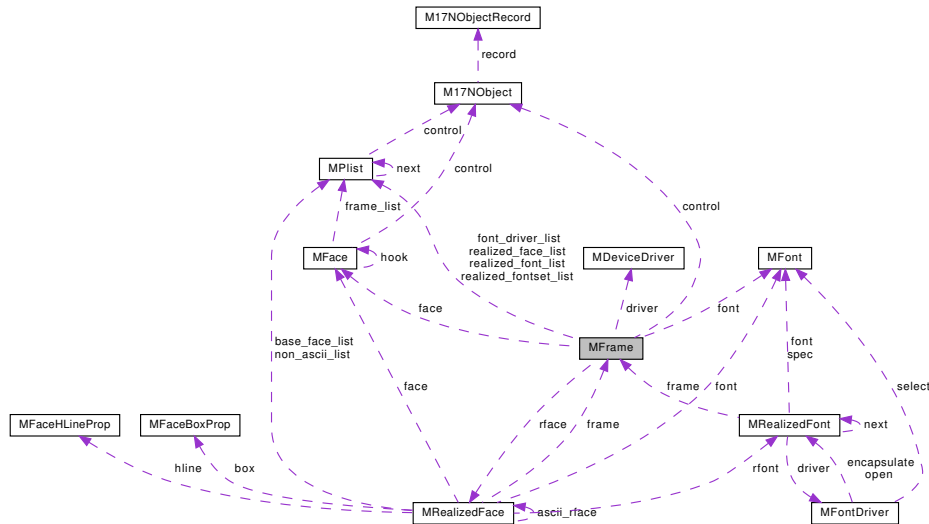 M17NObjectRecord
record
M17NObject
control
MPlist
next
control
frame_list
control
font_driver_list
realized_face_list
realized_font_list
realized_fontset_list
MFace
hook
MDeviceDriver
MFont
face
driver
font
base_face_list
non_ascii_list
MFrame
font
spec
face
frame
font
select
MFaceHLineProp
MFaceBoxProp
rface
frame
MRealizedFont
next
hline
box
rfont
driver
encapsulate
open
MRealizedFace
ascii_rface
MFontDriver